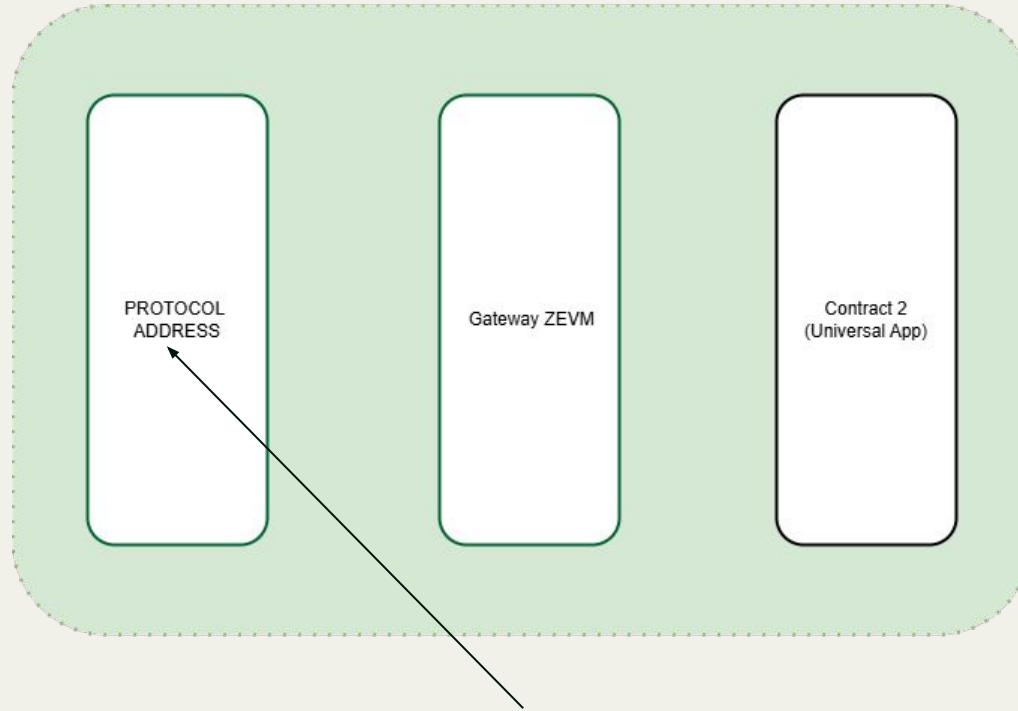 PROTOCOL
ADDRESS
Gateway ZEVM
Contract 2
(Universal App)